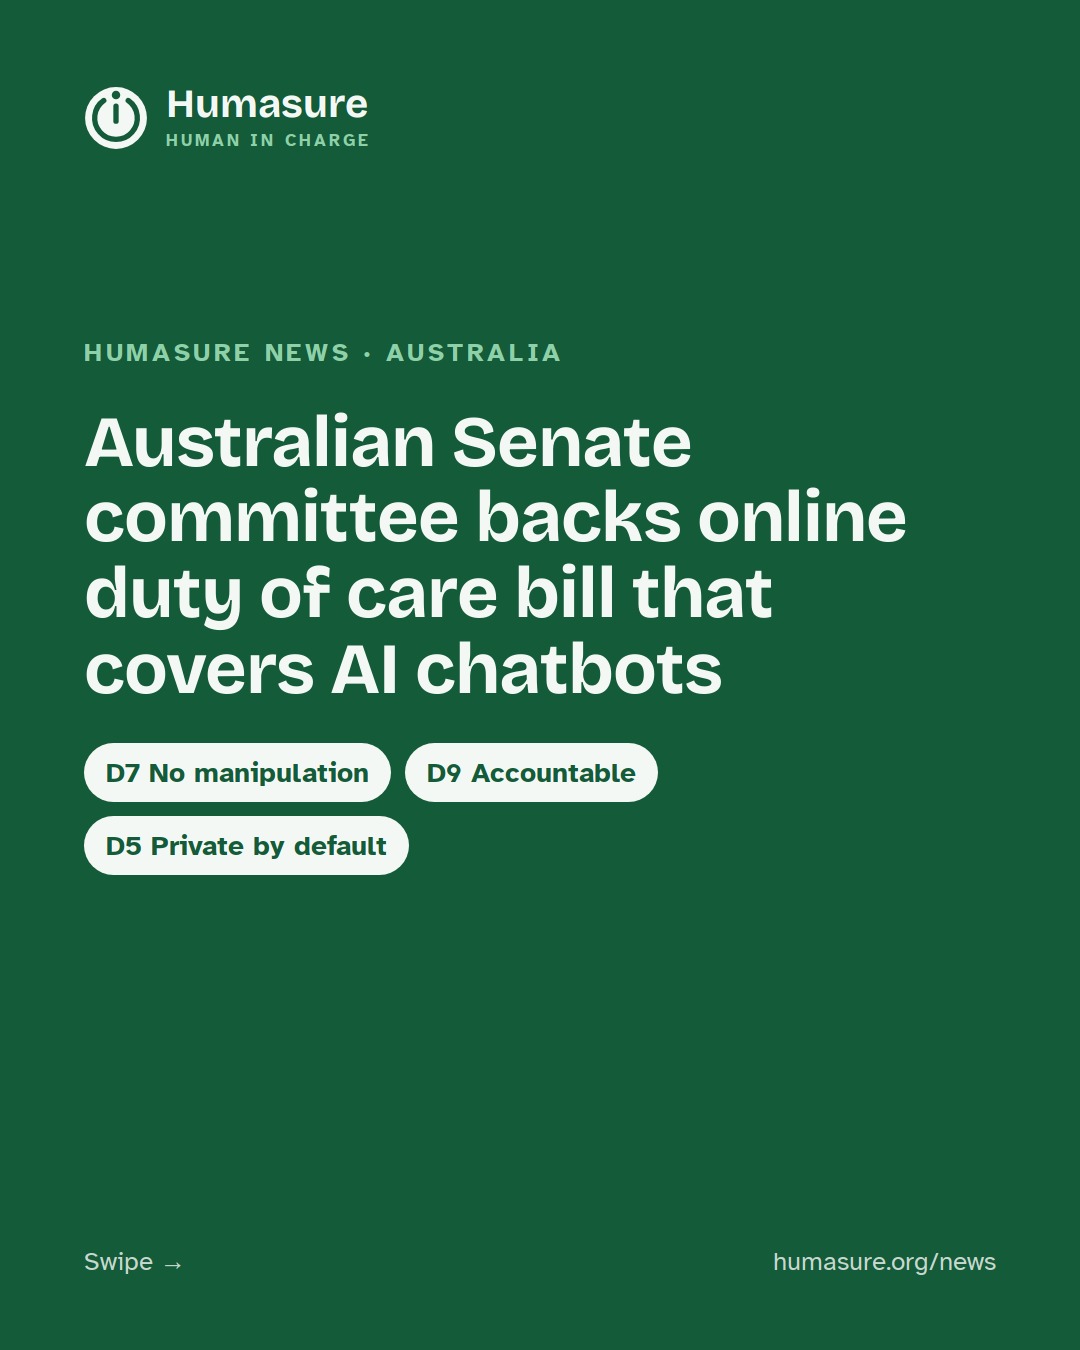 Humasure
HUMAN IN CHARGE
HUMASURE NEWS · AUSTRALIA
Australian Senate
committee backs online
duty of care bill that
covers AI chatbots
D7 No manipulation
D9 Accountable
D5 Private by default
Swipe →
humasure.org/news